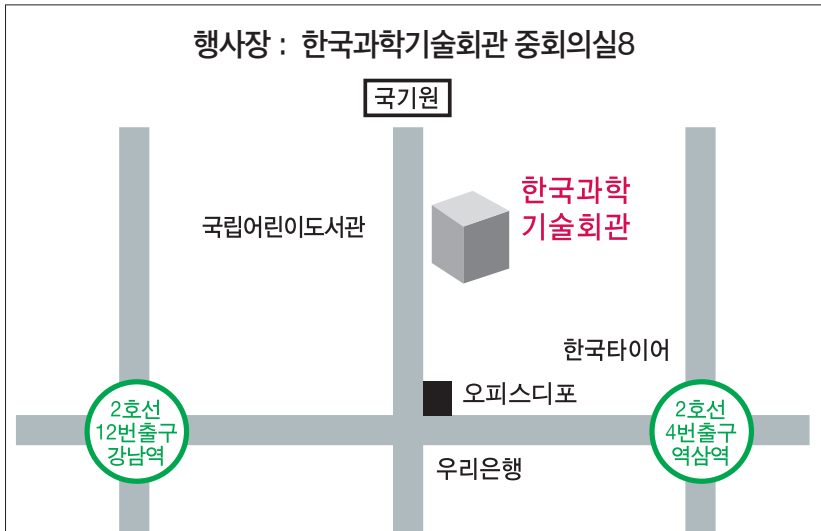 행사장 : 한국과학기술회관 중회의실8
국기원
한국과학
기술회관
국립어린이도서관
한국타이어
오피스디포
2호선
12번출구
강남역
2호선
4번출구
역삼역
우리은행